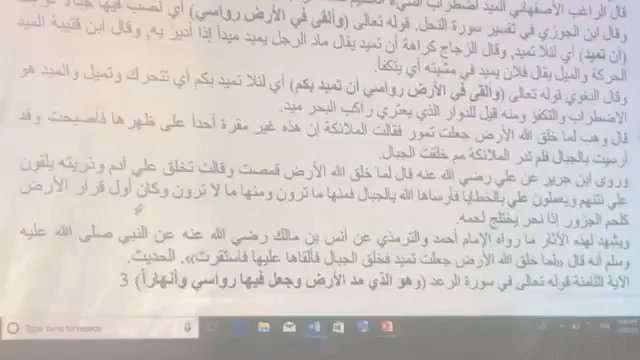 قال الراغب الأصفهاني الميد اضطراب الشيء
وقال ابن الجوزي في تفسير سورة النحل. قوله تعالى (وألقى في الأرض رواسي) أي نصب فيها جبالا
(أن تميد) أي لئلا تميد, وقال الزجاج كراهة أن تميد يقال ماد الرجل يميد ميدا إذا أدير به, وقال ابن قتيبة الميد
الحركة والميل يقال فلان يميد في مشيته أي يتكفأ.
وقال البغوي قوله تعالى (وألقى في الأرض رواسي أن تميد بكم) أي لئلا تميد بكم أي تتحرك وتميل والميد هو
الاضطراب والتكفؤ ومنه قيل للدوار الذي يعتري راكب البحر ميد.
قال وهب لما خلق الله الأرض جعلت تمور فقالت الملائكة إن هذه غير مقرة أحدا على ظهرها فأصبحت وقد
أرسيت بالجبال فلم تدر الملائكة مم خلقت الجبال.
وروى ابن جرير عن علي رضي الله عنه قال لما خلق الله الأرض قمصت وقالت تخلق علي آدم وذريته يلقون
علي نتنهم ويعملون علي بالخطايا فأرساها الله بالجبال فمنها ما ترون ومنها ما لا ترون وكان أول قرار الأرض
كلحم الجزور إذا نحر يختلج لحمه.
ويشهد لهذه الآثار ما رواه الإمام أحمد والترمذي عن أنس بن مالك رضي الله عنه عن النبي صلى الله عليه
وسلم أنه قال «لما خلق الله الأرض جعلت تميد فخلق الجبال فألقاها عليها فاستقرت». الحديث.
الآية الثامنة قوله تعالى في سورة الرعد (وهو الذي مد الأرض وجعل فيها رواسي وأنهاراً) 3
Type here to search